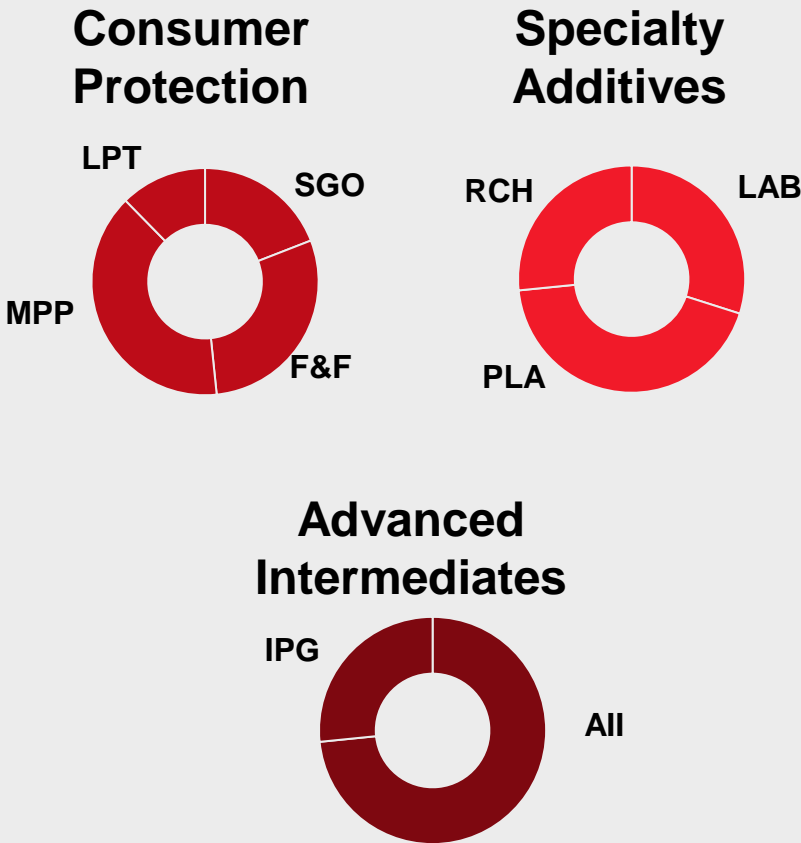 Consumer
Protection
LPT
SGO
MPP
F&F
Specialty
Additives
RCH
LAB
PLA
Advanced
Intermediates
IPG
AII